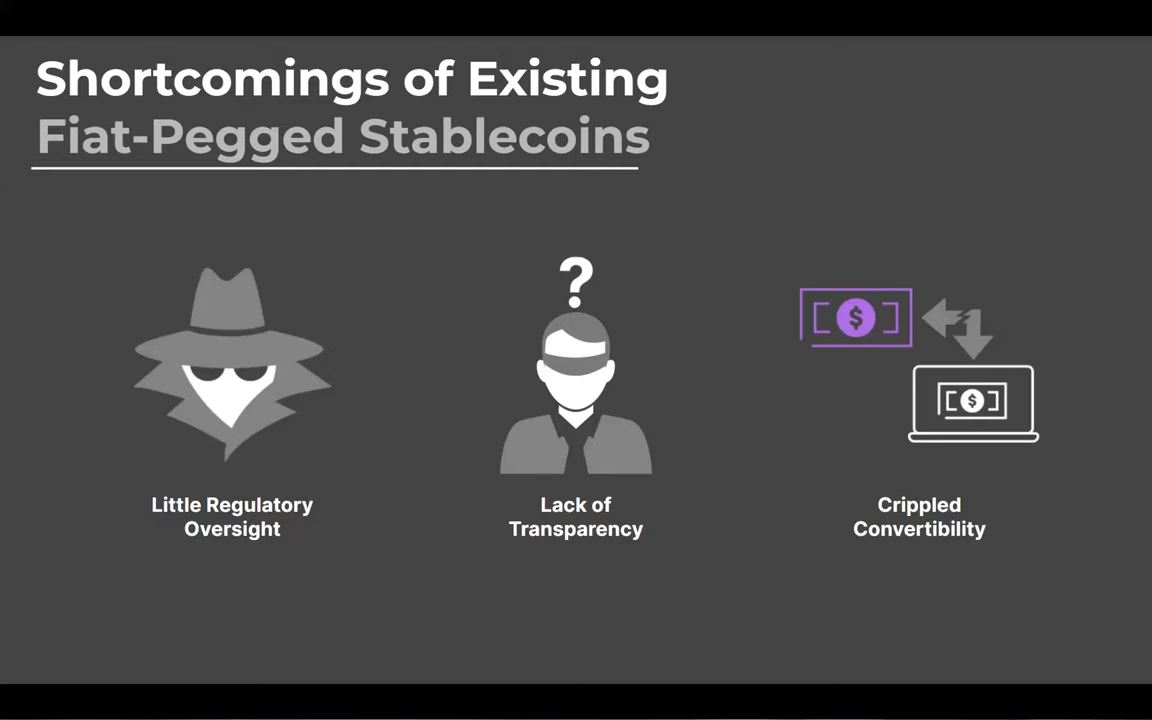 Shortcomings of Existing
Fiat-Pegged Stablecoins
?
$
$
Little Regulatory
Oversight
Lack of
Transparency
Crippled
Convertibility